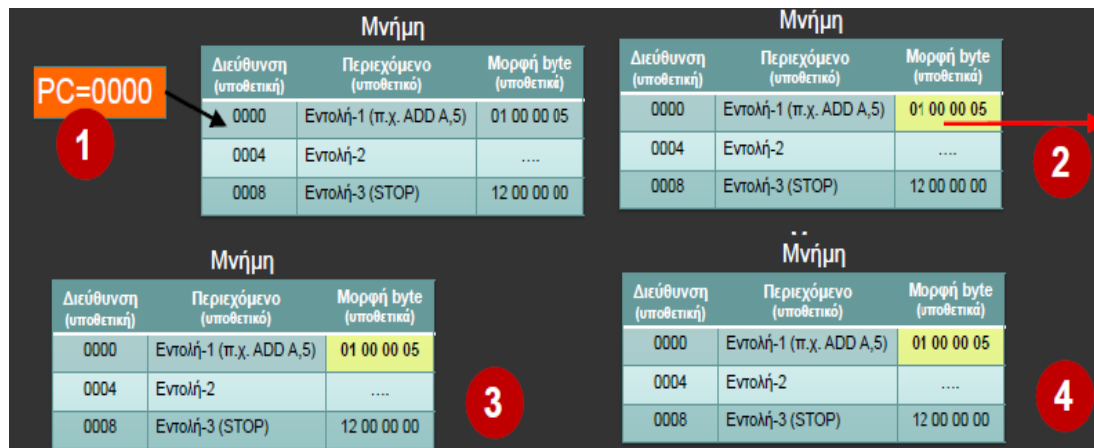 Μνήμη
Διεύθυνση Περιεχόμενο Μορφή byte
(υποθετική) (υποθετικό) (υποθετικά)
PC=0000
0000 Εντολή-1 (π.χ. ADD A,5) 01 00 00 05
1
0004 Εντολή-2 ....
0008 Εντολή-3 (STOP) 12 00 00 00
Μνήμη
Διεύθυνση Περιεχόμενο Μορφή byte
(υποθετική) (υποθετικό) (υποθετικά)
0000 Εντολή-1 (π.χ. ADD A,5) 01 00 00 05
0004 Εντολή-2 ....
2
0008 Εντολή-3 (STOP) 12 00 00 00
Μνήμη
Διεύθυνση Περιεχόμενο Μορφή byte
(υποθετική) (υποθετικό) (υποθετικά)
0000 Εντολή-1 (π.χ. ADD A,5) 01 00 00 05
0004 Εντολή-2 ....
3
0008 Εντολή-3 (STOP) 12 00 00 00
Μνήμη
Διεύθυνση Περιεχόμενο Μορφή byte
(υποθετική) (υποθετικό) (υποθετικά)
0000 Εντολή-1 (π.χ. ADD A,5) 01 00 00 05
0004 Εντολή-2 ....
4
0008 Εντολή-3 (STOP) 12 00 00 00